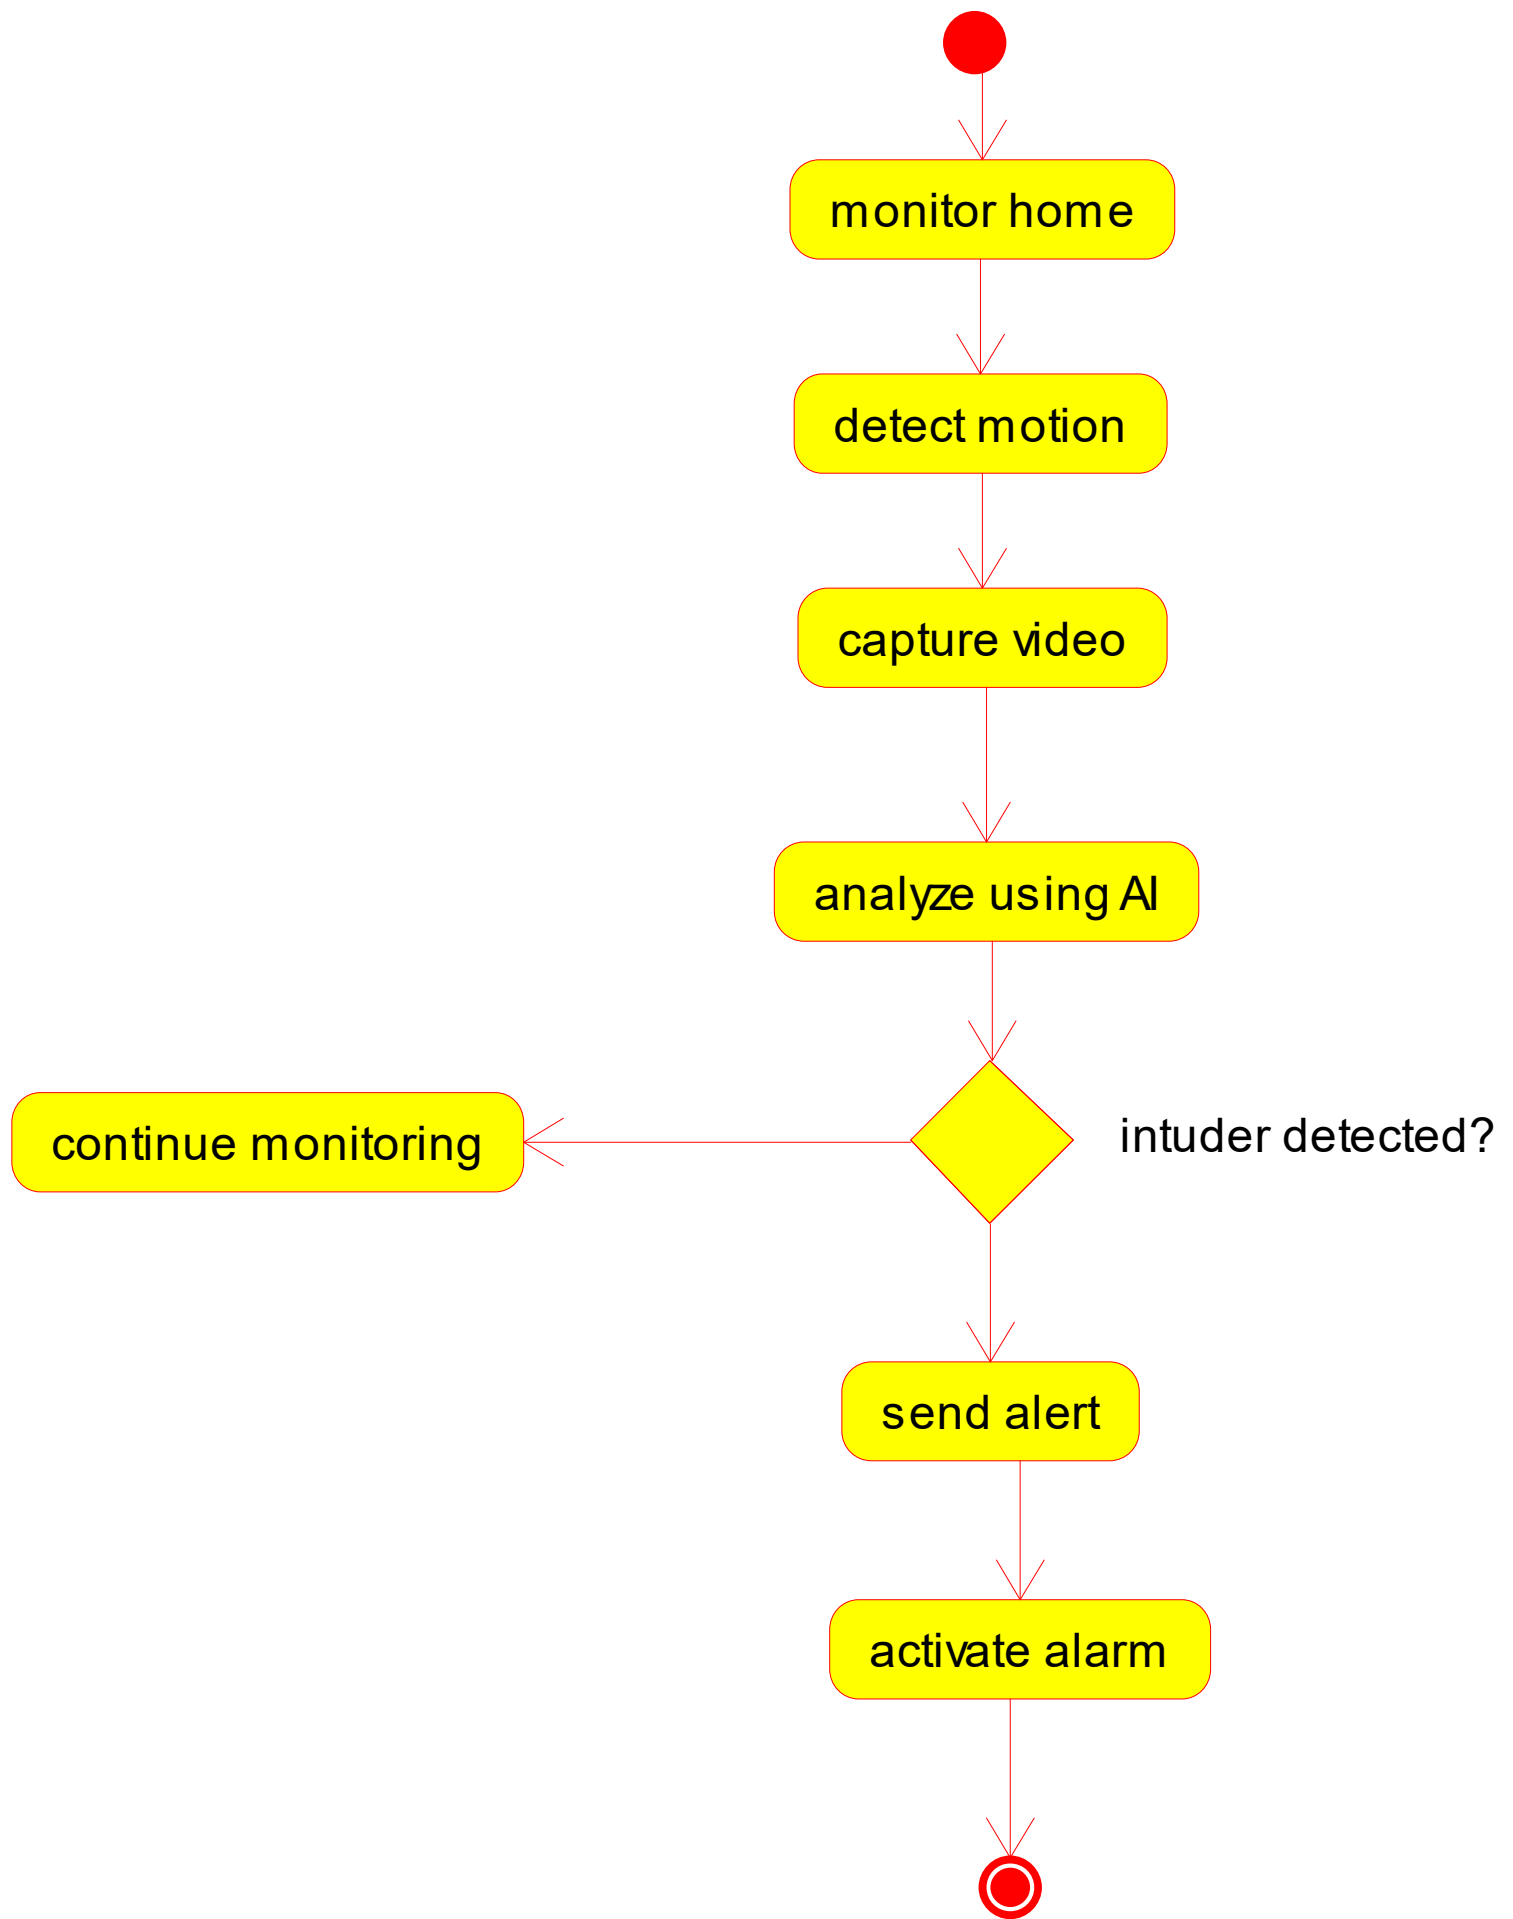 monitor home
detect motion
capture video
analyze using AI
continue monitoring
intuder detected?
send alert
activate alarm